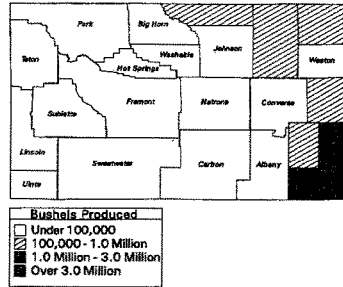 Park
Big Horn
Johnson
Teton
Washakie
Weston
Hot Springs
Sublette
Fremont
Natrona
Converse
Lincoln
Sweetwater
Carbon
Albany
Uinta
Bushels Produced
Under 100,000
100,000 - 1.0 Million
1.0 Million - 3.0 Million
Over 3.0 Million